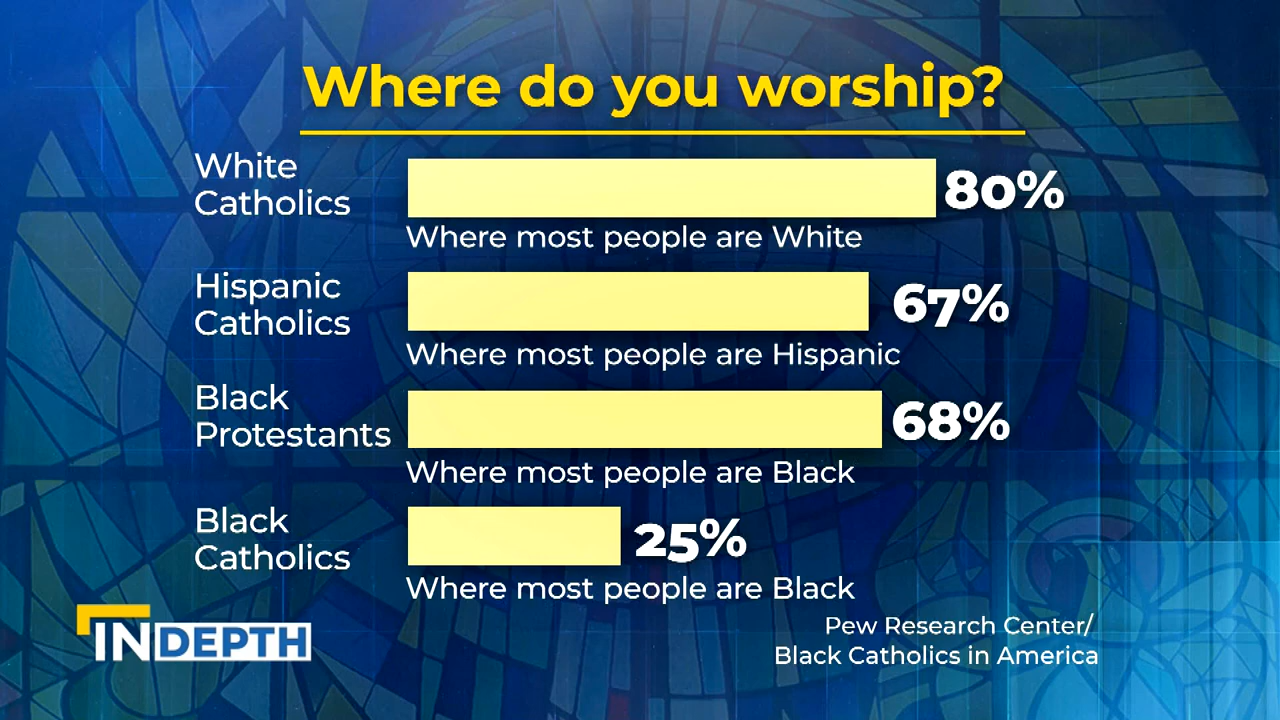 Where do you worship?
White
Catholics
80%
Where most people are White
Hispanic
Catholics
67%
Where most people are Hispanic
Black
Protestants
68%
Where most people are Black
Black
Catholics
25%
Where most people are Black
INDEPTH
Pew Research Center/
Black Catholics in America